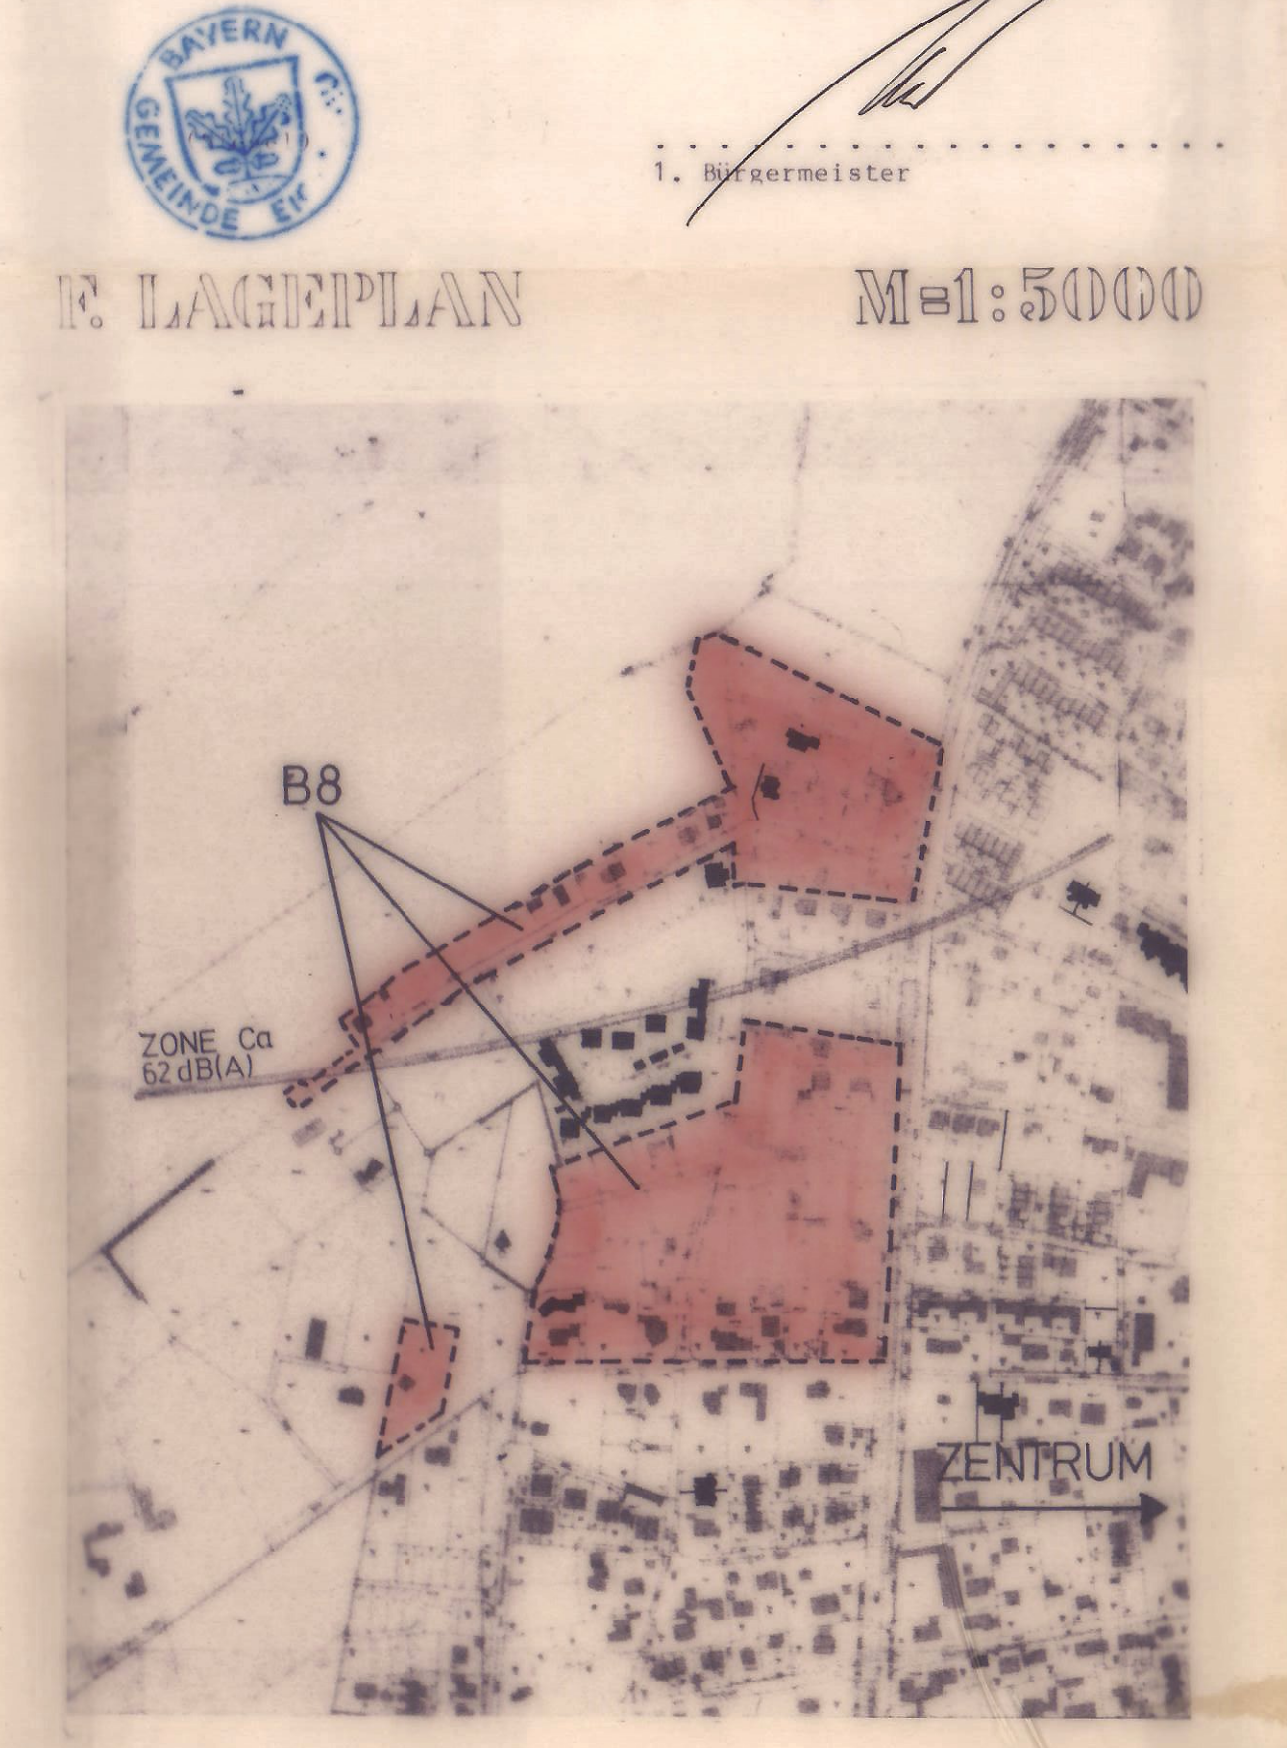 BAYERN
GEMEINDE
1. Bürgermeister
F. LAGEPLAN
M=1:5000
B8
ZONE Ca
62 dB(A)
ZENTRUM